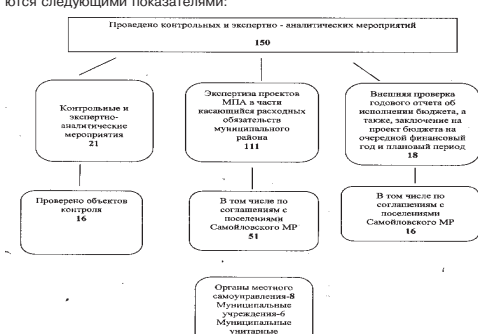 ются следующими показателями:
Проведено контрольных и экспертно - аналитических мероприятий
150
Контрольные и
экспертно-
аналитические
мероприятия
21
Экспертиза проектов
МПА в части
касающийся расходных
обязательств
муниципального
района
111
Внешняя проверка
годового отчета об
исполнении бюджета, а
также, заключение на
проект бюджета на
очередной финансовый
год и плановый период
18
Проверено объектов
контроля
16
В том числе по
соглашениям с
поселениями
Самойловского МР
51
В том числе по
соглашениям с
поселениями
Самойловского МР
16
Органы местного
самоуправления-8
Муниципальные
учреждения-6
Муниципальные
унитарные